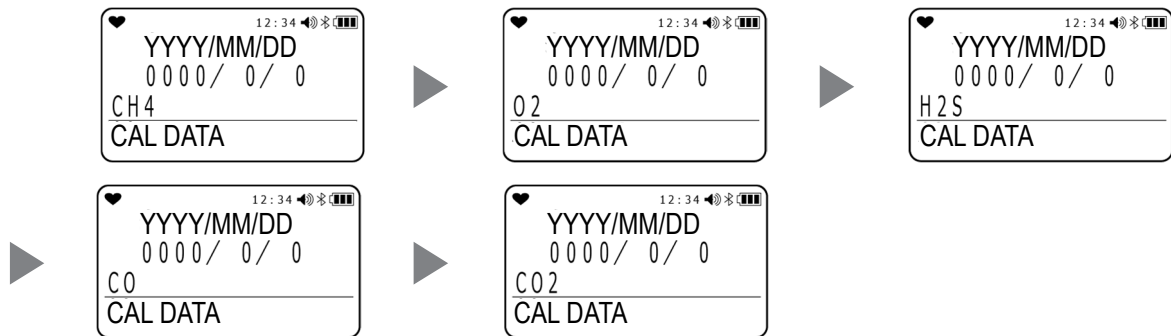 12:34
YYYY/MM/DD
0000/ 0/ 0
CH4
CAL DATA
12:34
YYYY/MM/DD
0000/ 0/ 0
O2
CAL DATA
12:34
YYYY/MM/DD
0000/ 0/ 0
H2S
CAL DATA
12:34
YYYY/MM/DD
0000/ 0/ 0
CO
CAL DATA
12:34
YYYY/MM/DD
0000/ 0/ 0
CO2
CAL DATA